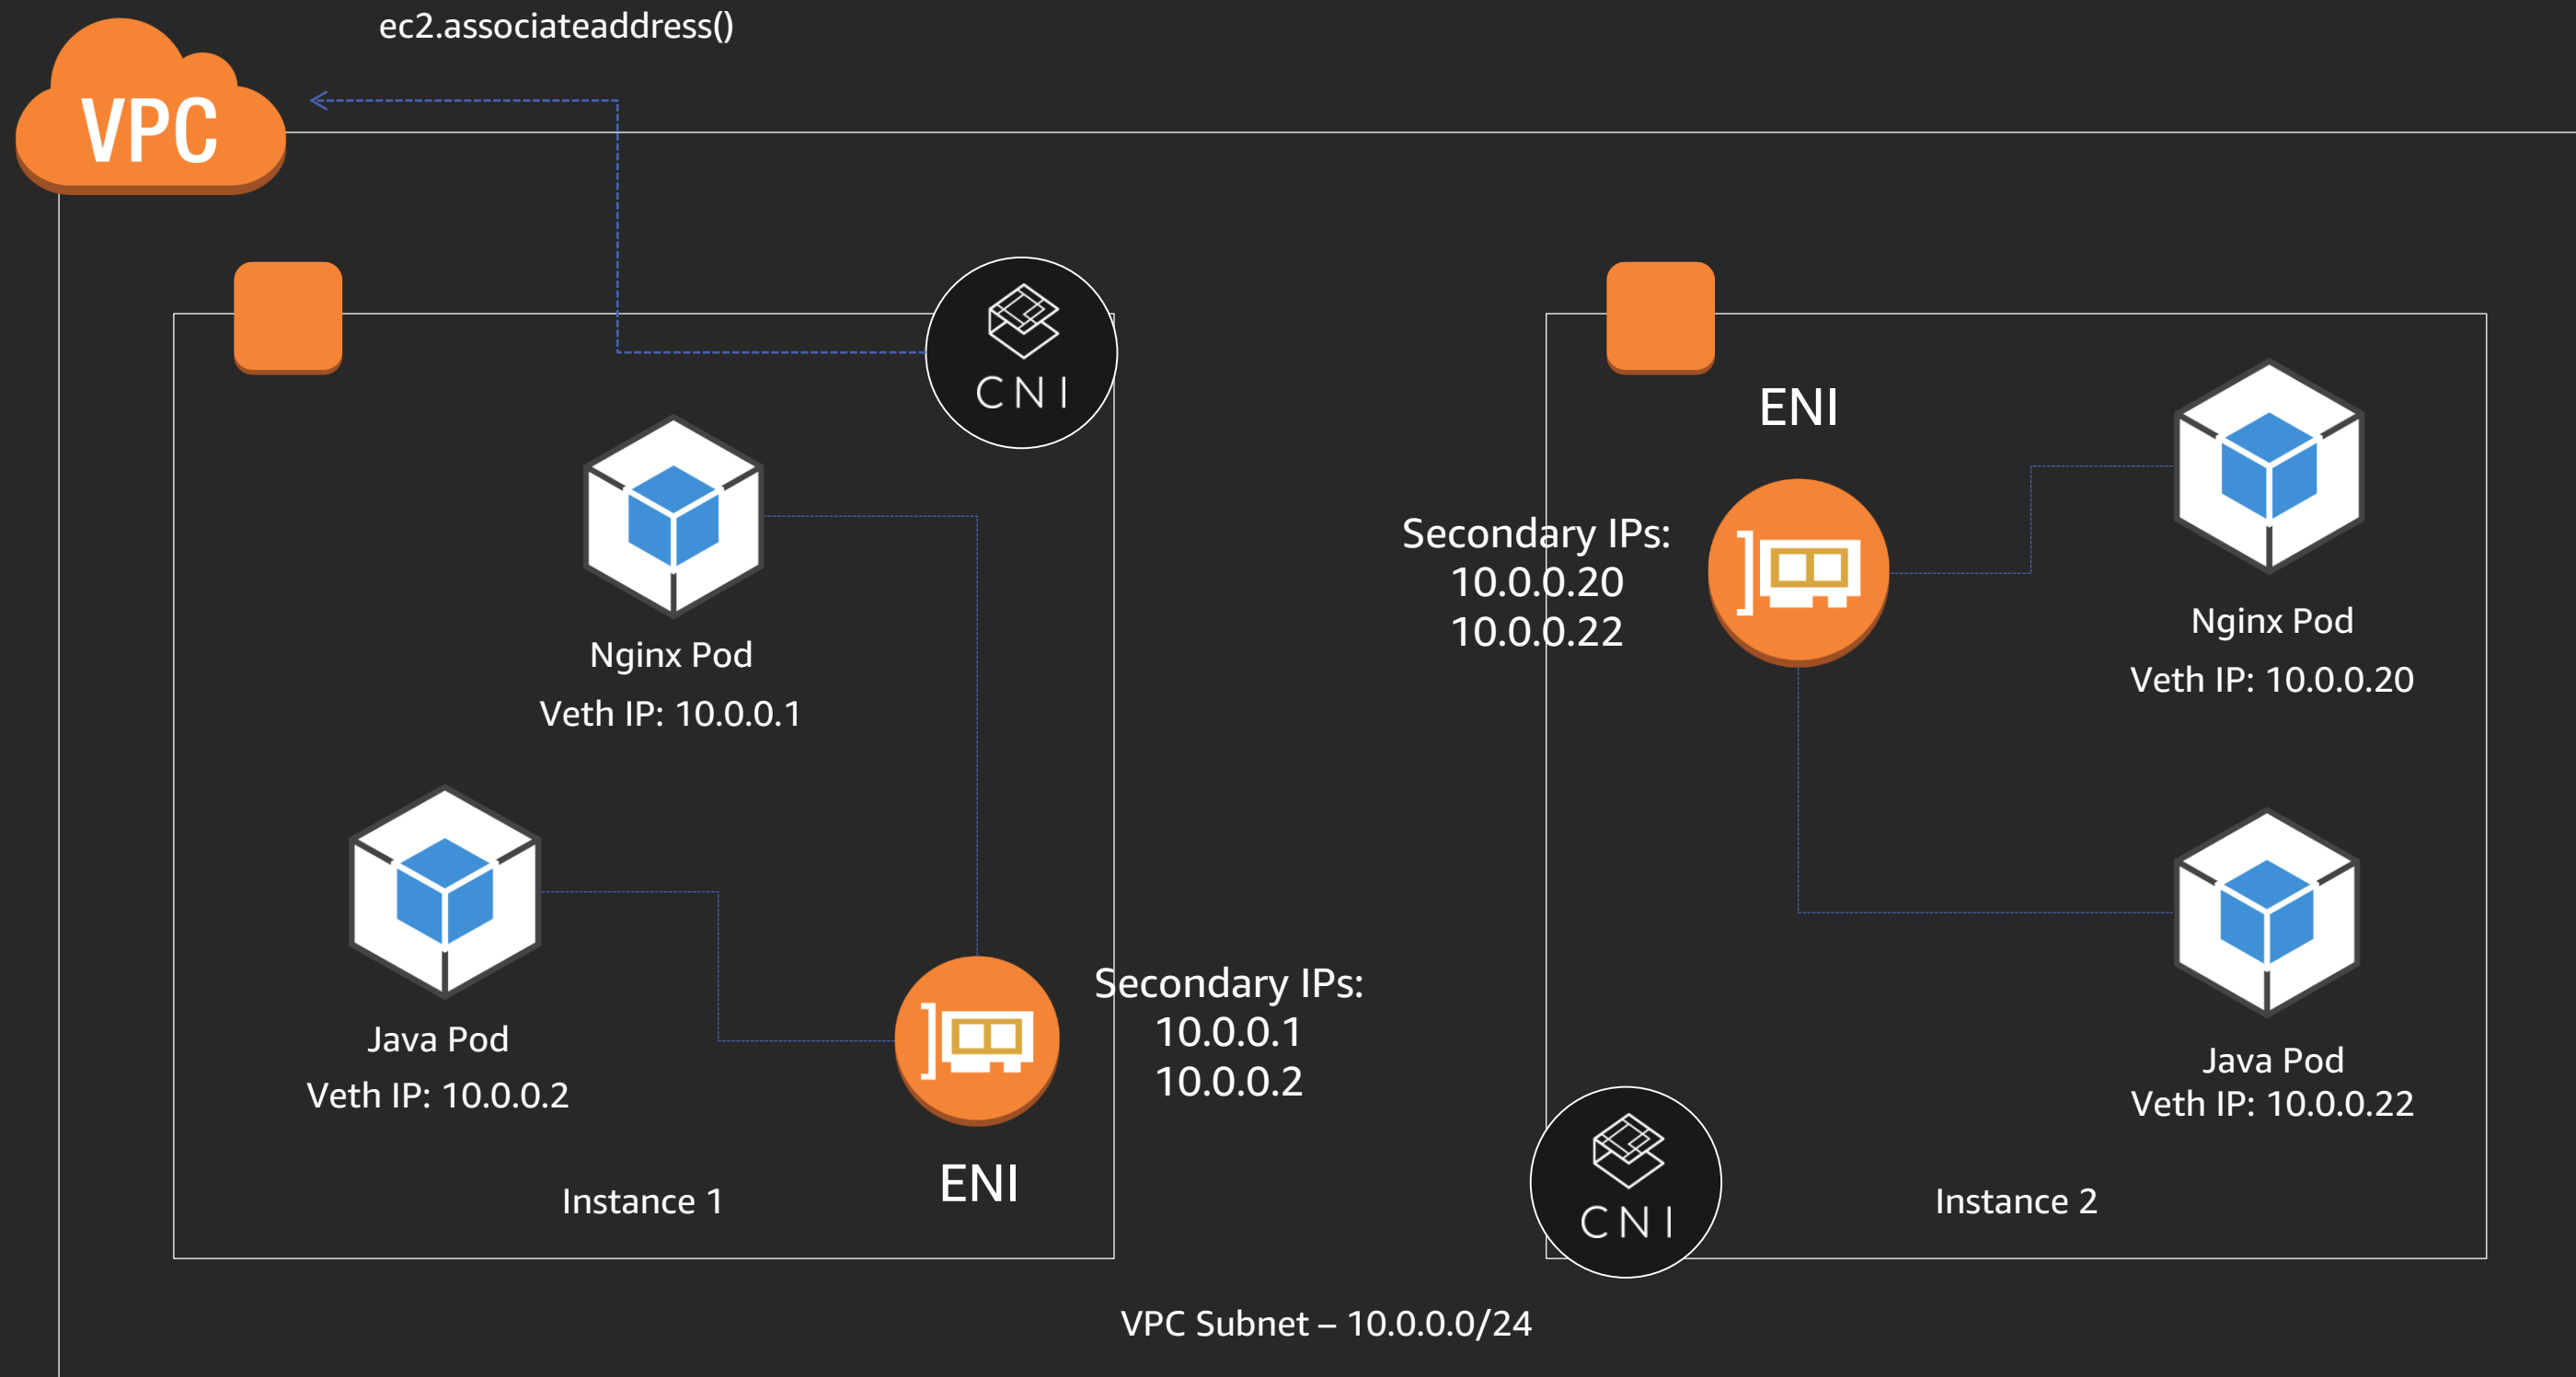 ec2.associateaddress()
VPC
CNI
Nginx Pod
Veth IP: 10.0.0.1
Java Pod
Veth IP: 10.0.0.2
Secondary IPs:
10.0.0.1
10.0.0.2
ENI
Instance 1
ENI
Secondary IPs:
10.0.0.20
10.0.0.22
Nginx Pod
Veth IP: 10.0.0.20
Java Pod
Veth IP: 10.0.0.22
CNI
Instance 2
VPC Subnet – 10.0.0.0/24